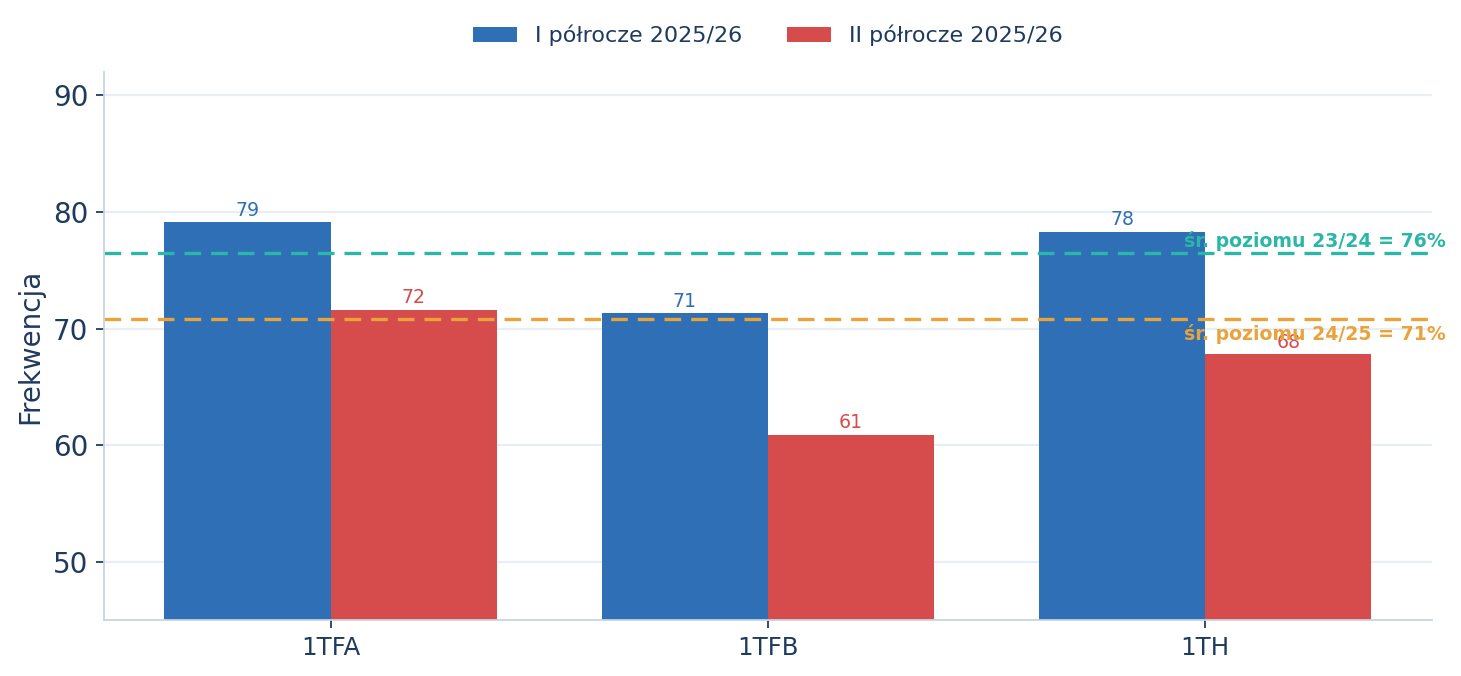 I półrocze 2025/26 II półrocze 2025/26
Frekwencja
90
80
70
60
50
79
72
71
61
78
68
śr. poziomu 23/24 = 76%
śr. poziomu 24/25 = 71%
1TFA 1TFB 1TH